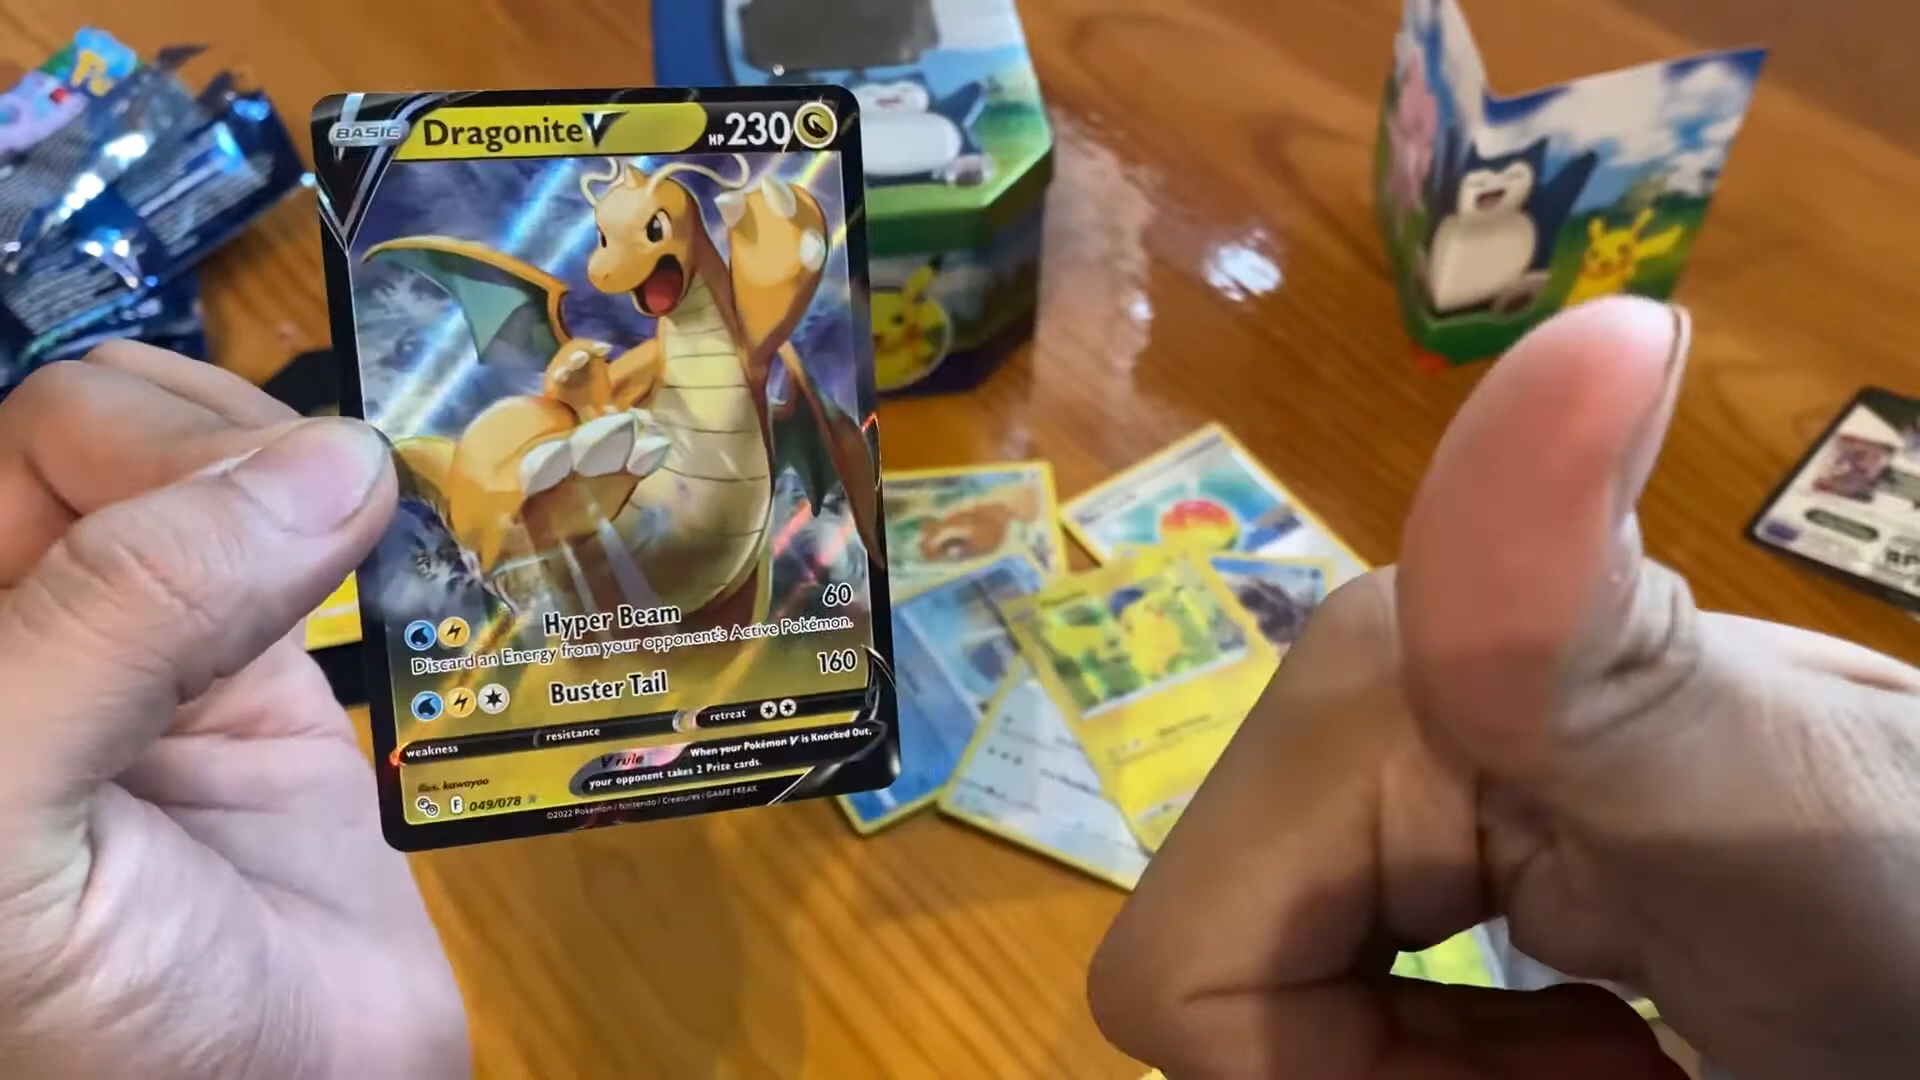 BASIC
Dragonite V
HP 230
Hyper Beam 60
Discard an Energy from your opponent's Active Pokémon.
Buster Tail 160
weakness resistance retreat
V rule When your Pokémon V is Knocked Out,
your opponent takes 2 Prize cards.
illus. kawayoo
F 049/078
©2022 Pokémon / Nintendo / Creatures / GAME FREAK